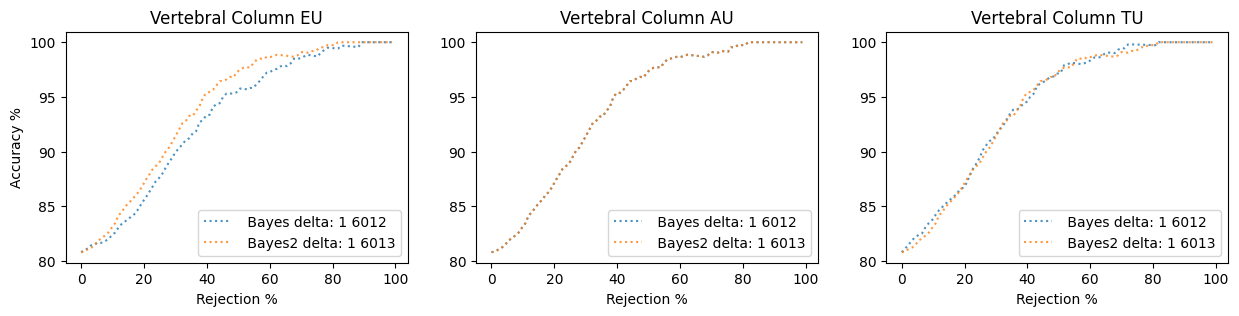 Vertebral Column EU
Vertebral Column AU
Vertebral Column TU
Accuracy %
100
95
90
85
80
Bayes delta: 1 6012
Bayes2 delta: 1 6013
0 20 40 60 80 100
Rejection %
100
95
90
85
80
Bayes delta: 1 6012
Bayes2 delta: 1 6013
0 20 40 60 80 100
Rejection %
100
95
90
85
80
Bayes delta: 1 6012
Bayes2 delta: 1 6013
0 20 40 60 80 100
Rejection %